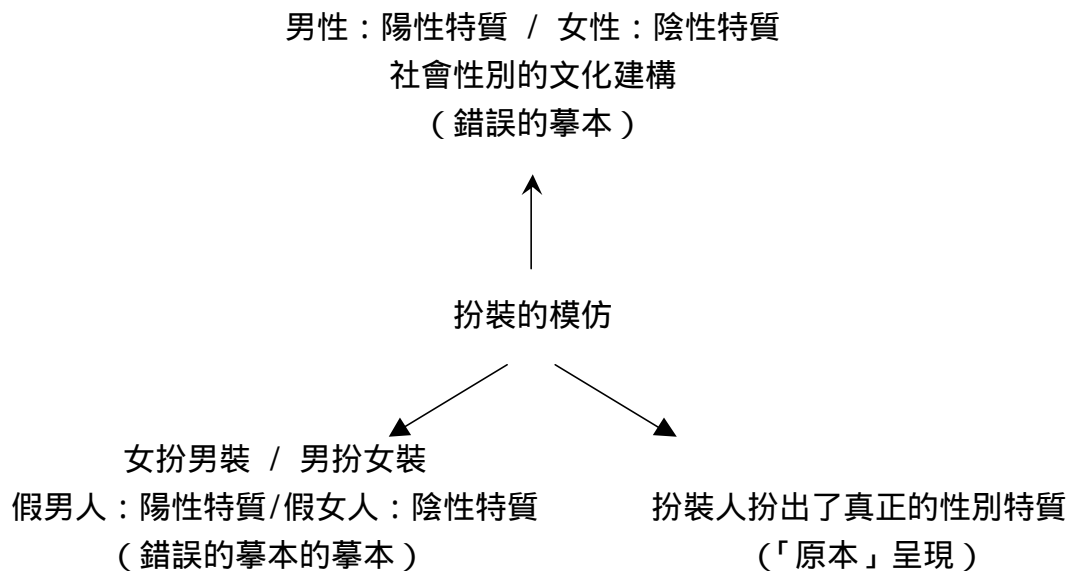 男性：陽性特質 / 女性：陰性特質
社會性別的文化建構
（錯誤的摹本）
扮裝的模仿
女扮男裝 / 男扮女裝
假男人：陽性特質/假女人：陰性特質
（錯誤的摹本的摹本）
扮裝人扮出了真正的性別特質
（「原本」呈現）